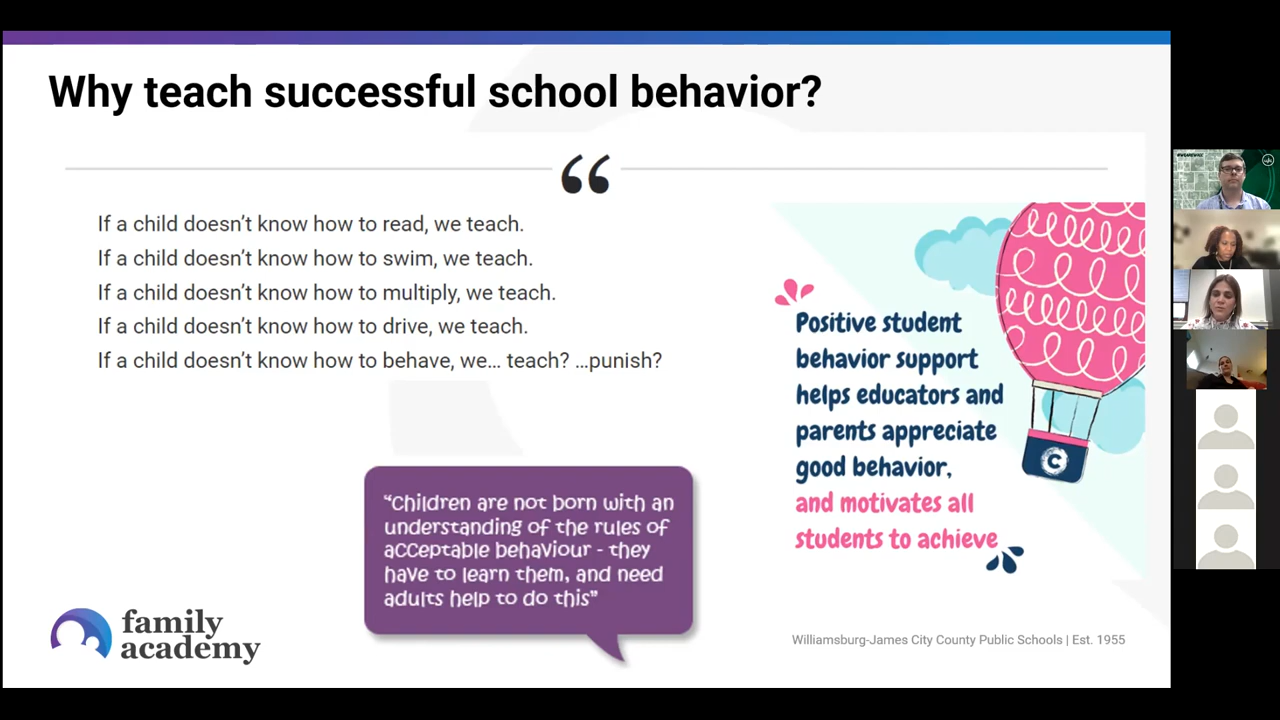 Why teach successful school behavior?
“
If a child doesn’t know how to read, we teach.
If a child doesn’t know how to swim, we teach.
If a child doesn’t know how to multiply, we teach.
If a child doesn’t know how to drive, we teach.
If a child doesn’t know how to behave, we... teach? ...punish?
Positive student
behavior support
helps educators and
parents appreciate
good behavior,
and motivates all
students to achieve
C
“Children are not born with an
understanding of the rules of
acceptable behaviour - they
have to learn them, and need
adults help to do this”
family
academy
Williamsburg-James City County Public Schools | Est. 1955